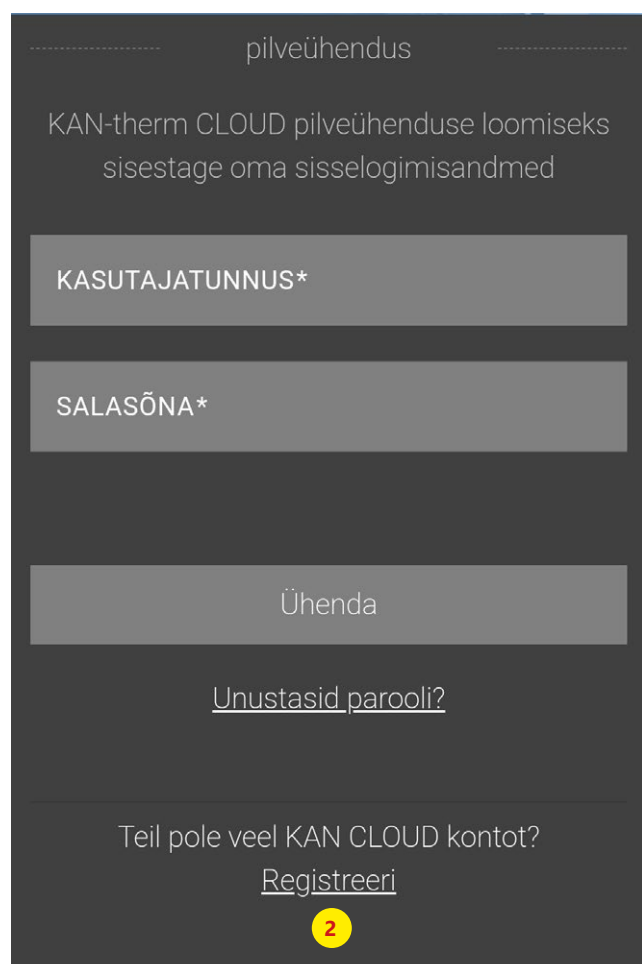 pilveühendus
KAN-therm CLOUD pilveühenduse loomiseks
sisestage oma sisselogimisandmed
KASUTAJATUNNUS*
SALASÕNA*
Ühenda
Unustasid parooli?
Teil pole veel KAN CLOUD kontot?
Registreeri
2